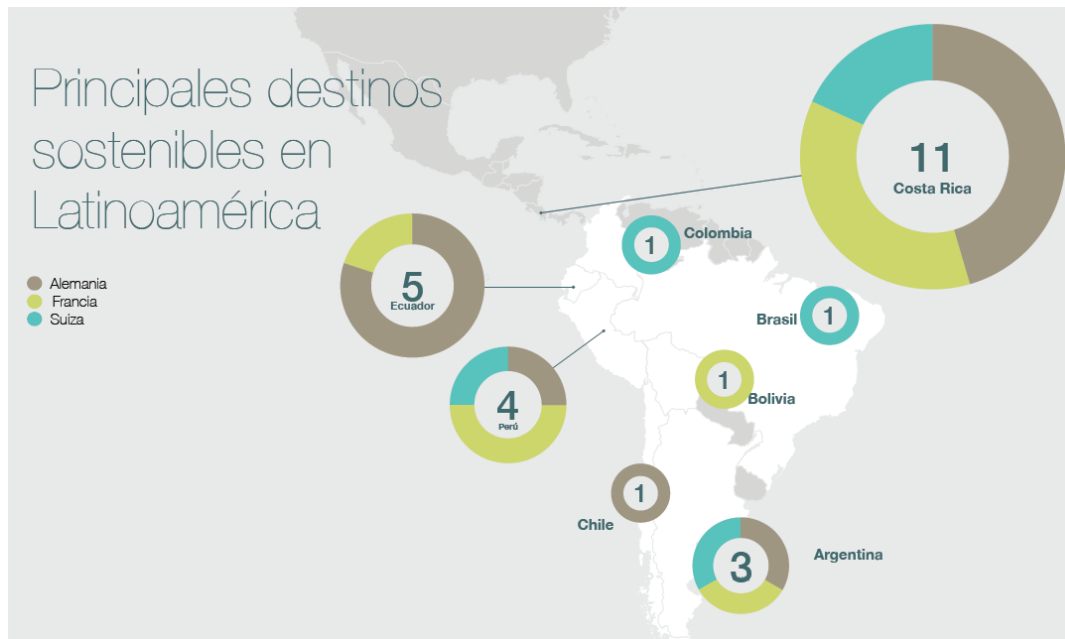 Principales destinos
sostenibles en
Latinoamérica
Alemania
Francia
Suiza
11
Costa Rica
1
Colombia
5
Ecuador
1
Brasil
4
Perú
1
Bolivia
1
Chile
3
Argentina